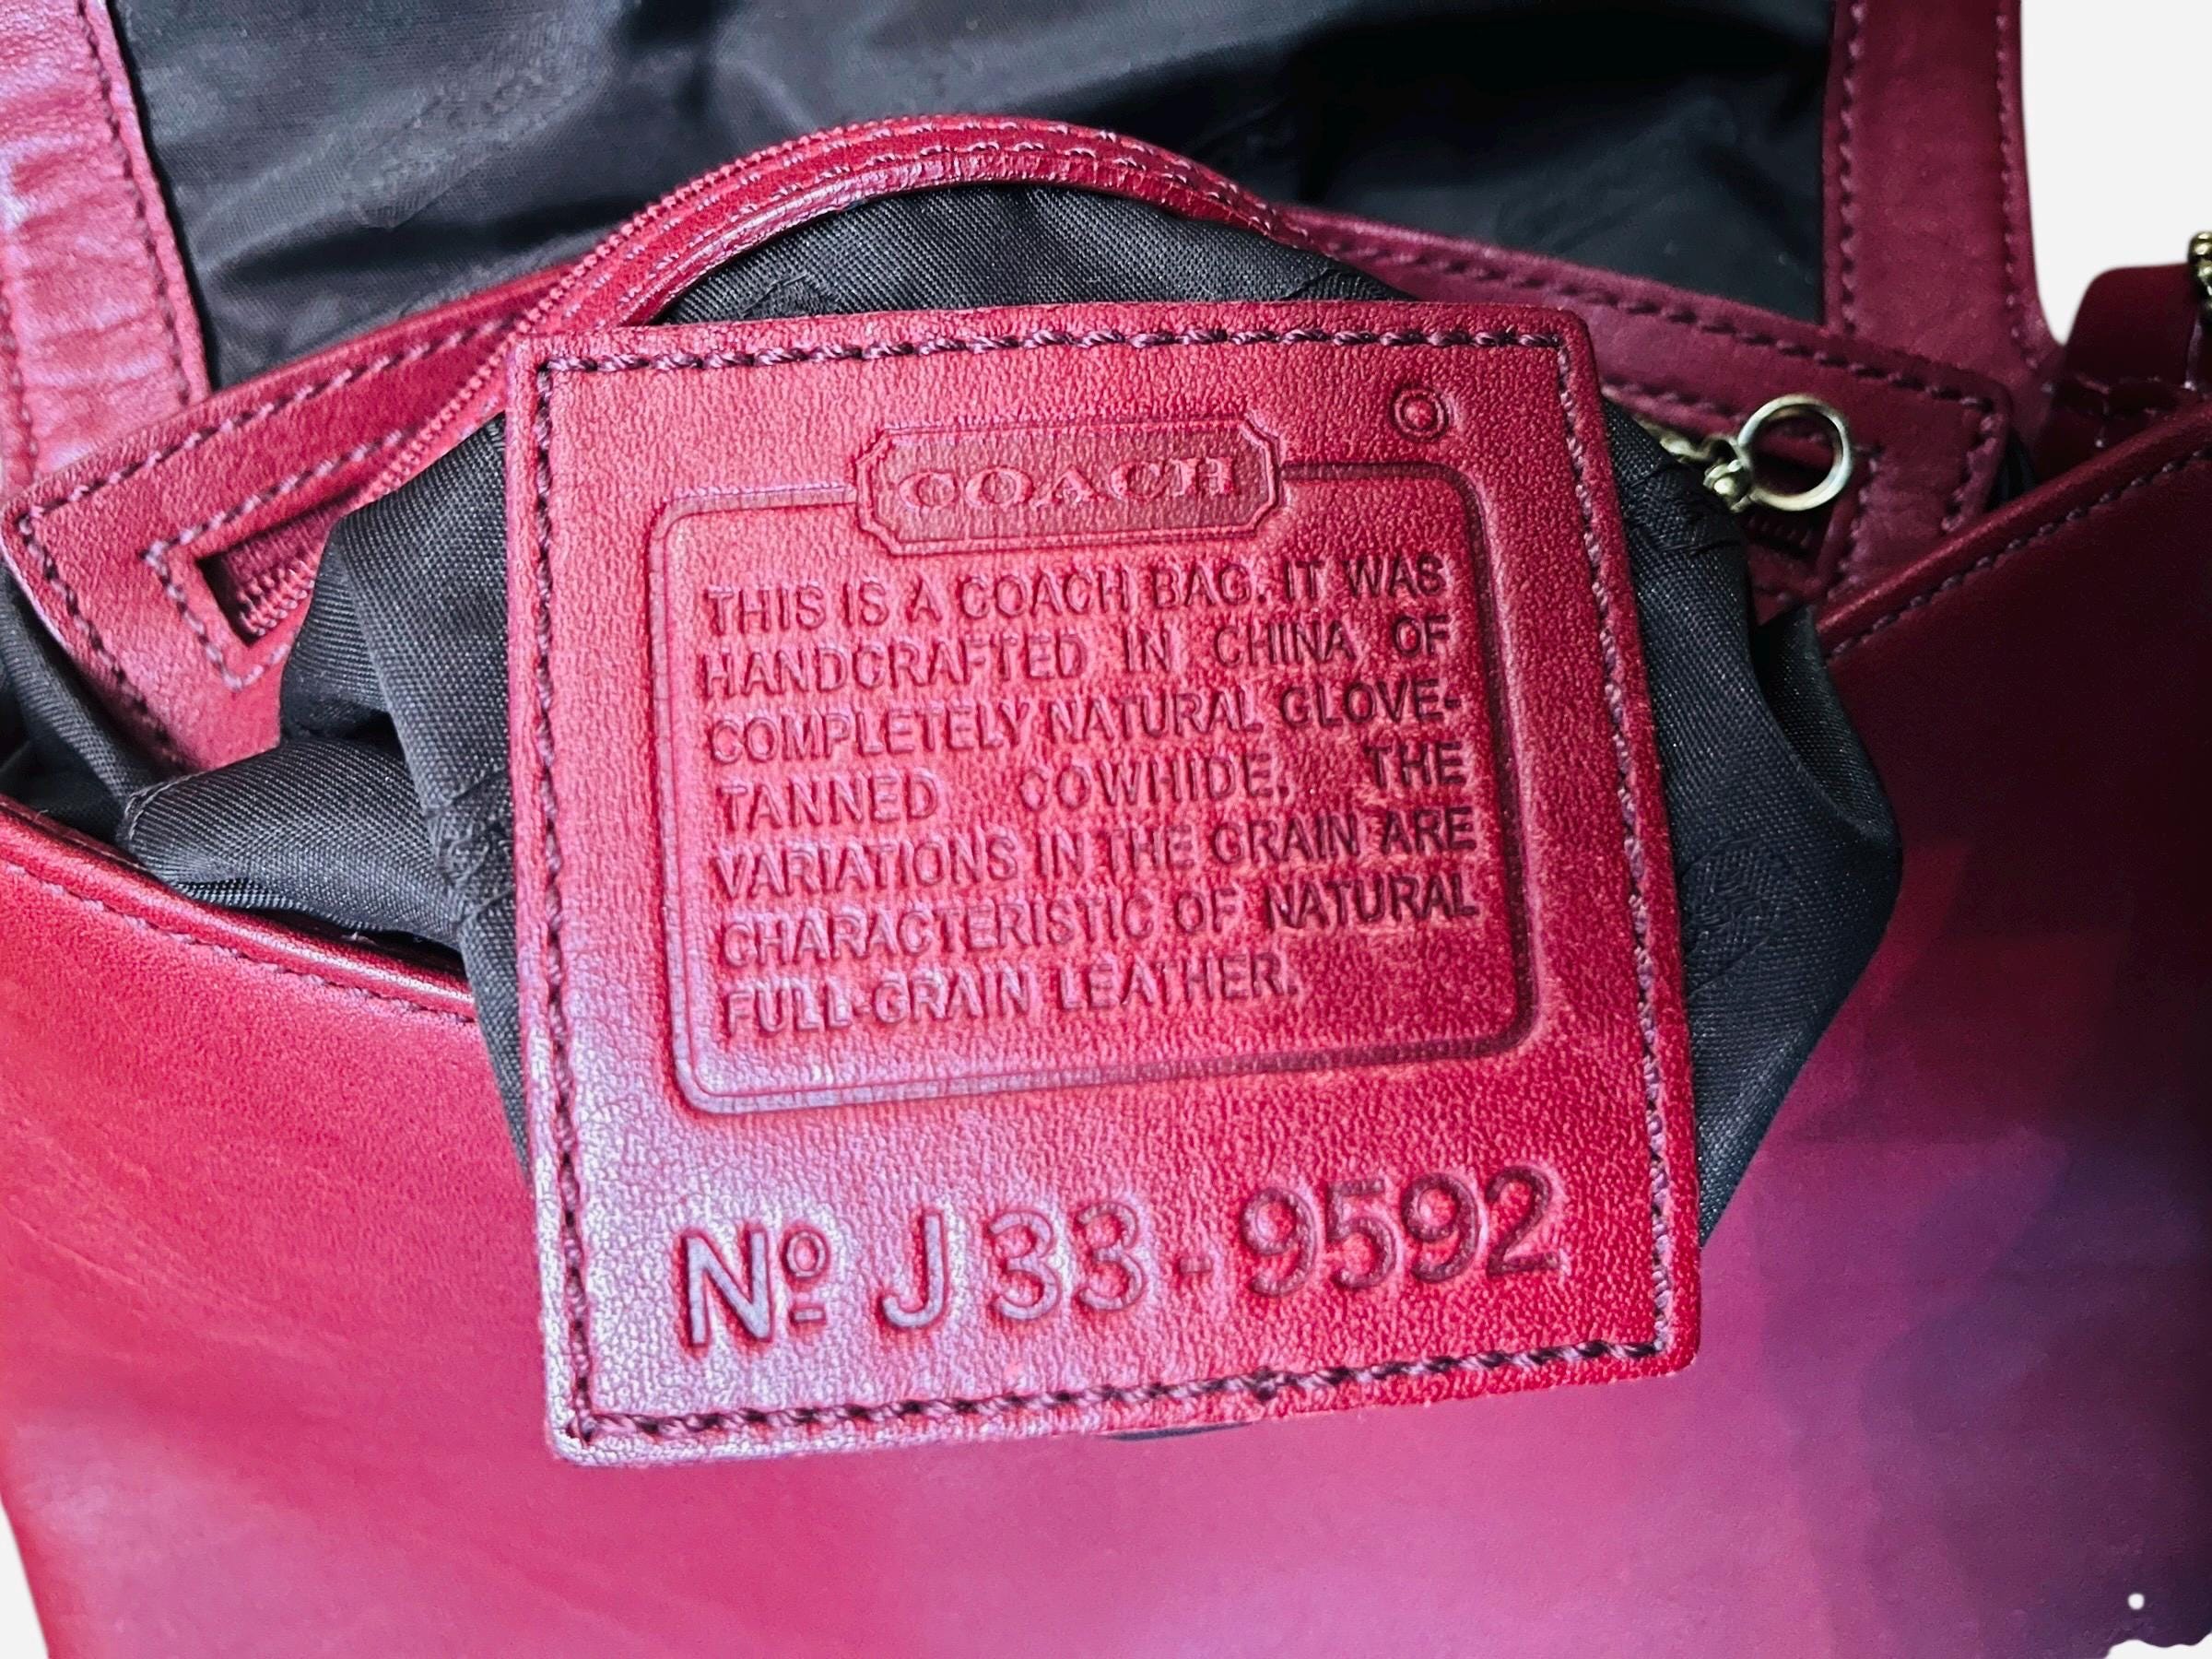 ®
COACH
THIS IS A COACH BAG. IT WAS
HANDCRAFTED IN CHINA OF
COMPLETELY NATURAL GLOVE-
TANNED COWHIDE. THE
VARIATIONS IN THE GRAIN ARE
CHARACTERISTIC OF NATURAL
FULL-GRAIN LEATHER.
Nº J33-9592